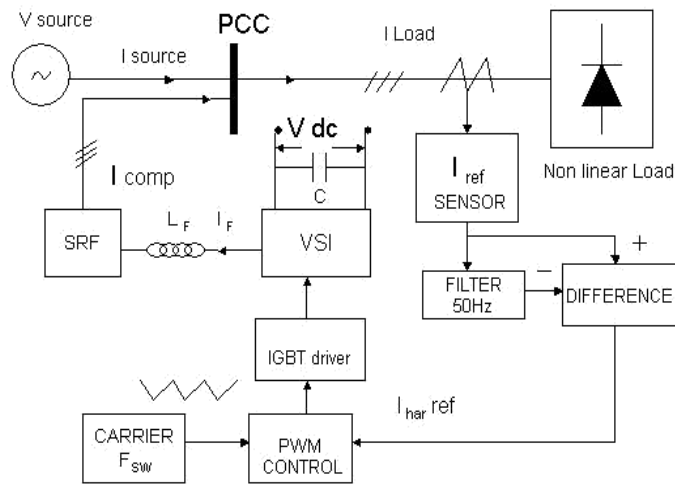 V source
I source
PCC
I Load
V dc
C
I comp
I ref
SENSOR
Non linear Load
SRF
L F
I F
VSI
+
−
FILTER
50Hz
DIFFERENCE
IGBT driver
I har ref
CARRIER
F SW
PWM
CONTROL